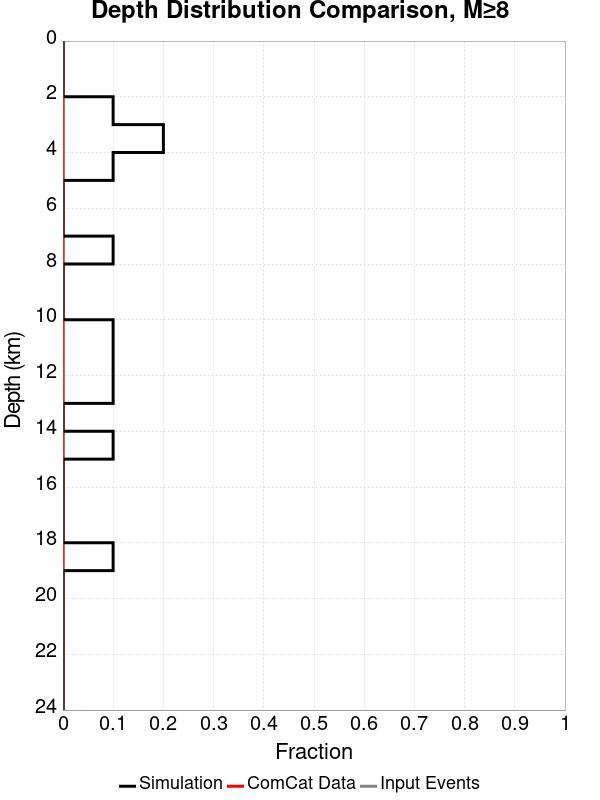 Depth Distribution Comparison, M≥8
0
2
4
6
8
10
12
14
16
18
20
22
24
Depth (km)
0 0.1 0.2 0.3 0.4 0.5 0.6 0.7 0.8 0.9 1
Fraction
Simulation ComCat Data Input Events